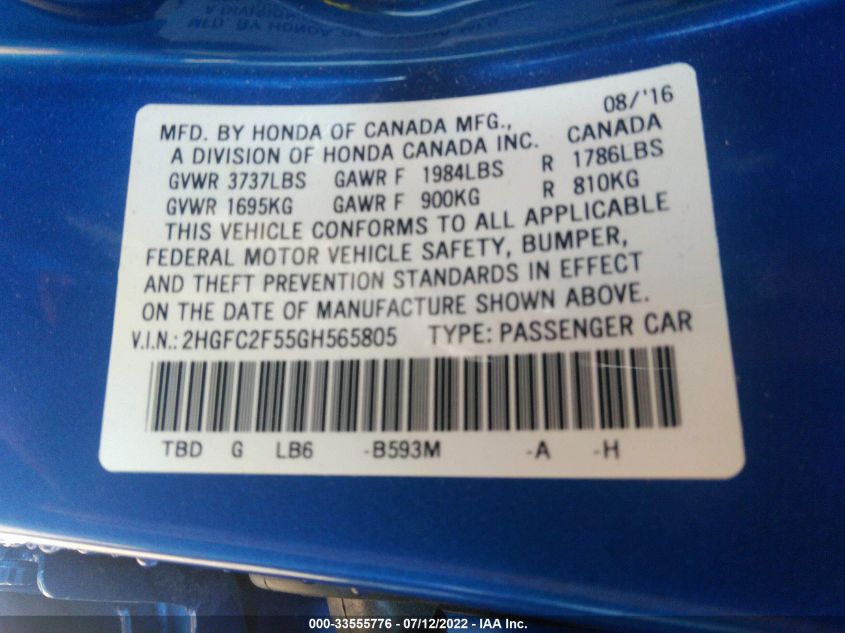 08/'16
MFD. BY HONDA OF CANADA MFG., CANADA
A DIVISION OF HONDA CANADA INC.
GVWR 3737LBS GAWR F 1984LBS R 1786LBS
GVWR 1695KG GAWR F 900KG R 810KG
THIS VEHICLE CONFORMS TO ALL APPLICABLE
FEDERAL MOTOR VEHICLE SAFETY, BUMPER,
AND THEFT PREVENTION STANDARDS IN EFFECT
ON THE DATE OF MANUFACTURE SHOWN ABOVE.
V.I.N.: 2HGFC2F55GH565805 TYPE: PASSENGER CAR
TBD G LB6 -B593M -A -H
000-33555776 - 07/12/2022 - IAA Inc.